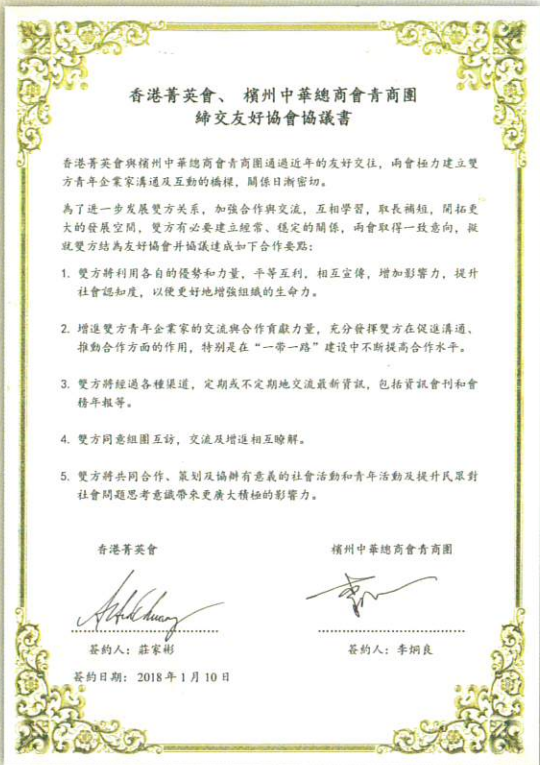 香港菁英會、 檳州中華總商會青商團
締交友好協會協議書
香港菁英會與檳州中華總商會青商團通過近年的友好交往，兩會極力建立雙
方青年企業家溝通及互動的橋樑，關係日漸密切。
為了进一步发展雙方关系，加強合作與交流，互相學習，取長補短，開拓更
大的發展空間，雙方有必要建立經常、穩定的關係，兩會取得一致意向，擬
就雙方結為友好協會并協議達成如下合作要點：
1. 雙方將利用各自的優勢和力量，平等互利，相互宣傳，增加影響力，提升
社會認知度，以便更好地增強組織的生命力。
2. 增進雙方青年企業家的交流與合作貢獻力量，充分發揮雙方在促進溝通、
推動合作方面的作用，特别是在“一带一路”建设中不断提高合作水平。
3. 雙方將經過各種渠道，定期或不定期地交流最新資訊，包括資訊會刊和會
務年報等。
4. 雙方同意組團互訪，交流及增進相互瞭解。
5. 雙方將共同合作、策划及協辦有意義的社會活動和青年活動及提升民眾對
社會問題思考意識帶來更廣大積極的影響力。
香港菁英會 檳州中華總商會青商團
簽約人：莊家彬 簽約人：李炯良
簽約日期：2018 年 1 月 10 日